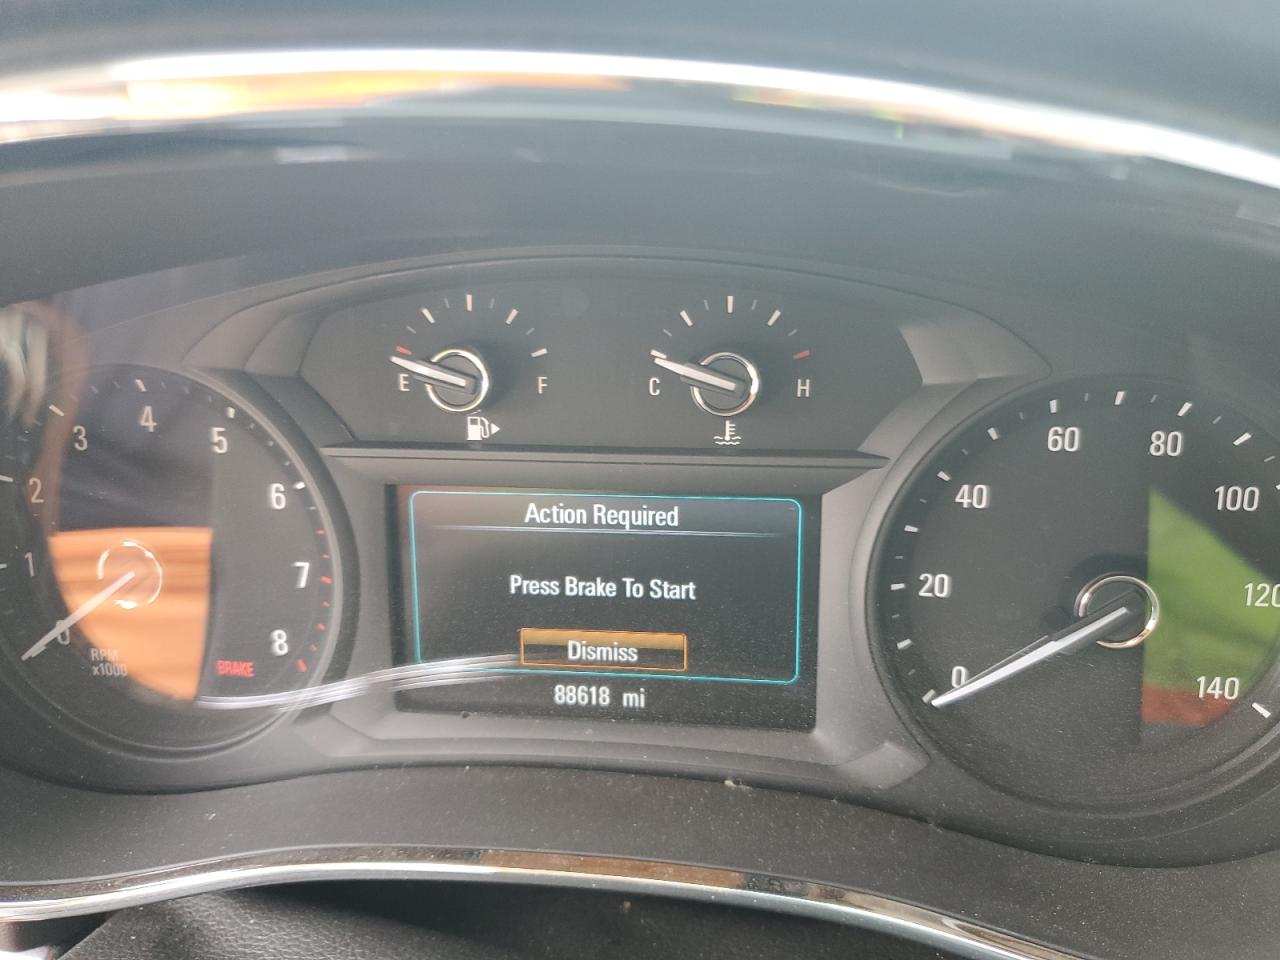 E F
C H
0 1 2 3 4 5 6 7 8
RPM
x1000
BRAKE
Action Required
Press Brake To Start
Dismiss
88618 mi
0 20 40 60 80 100 120 140